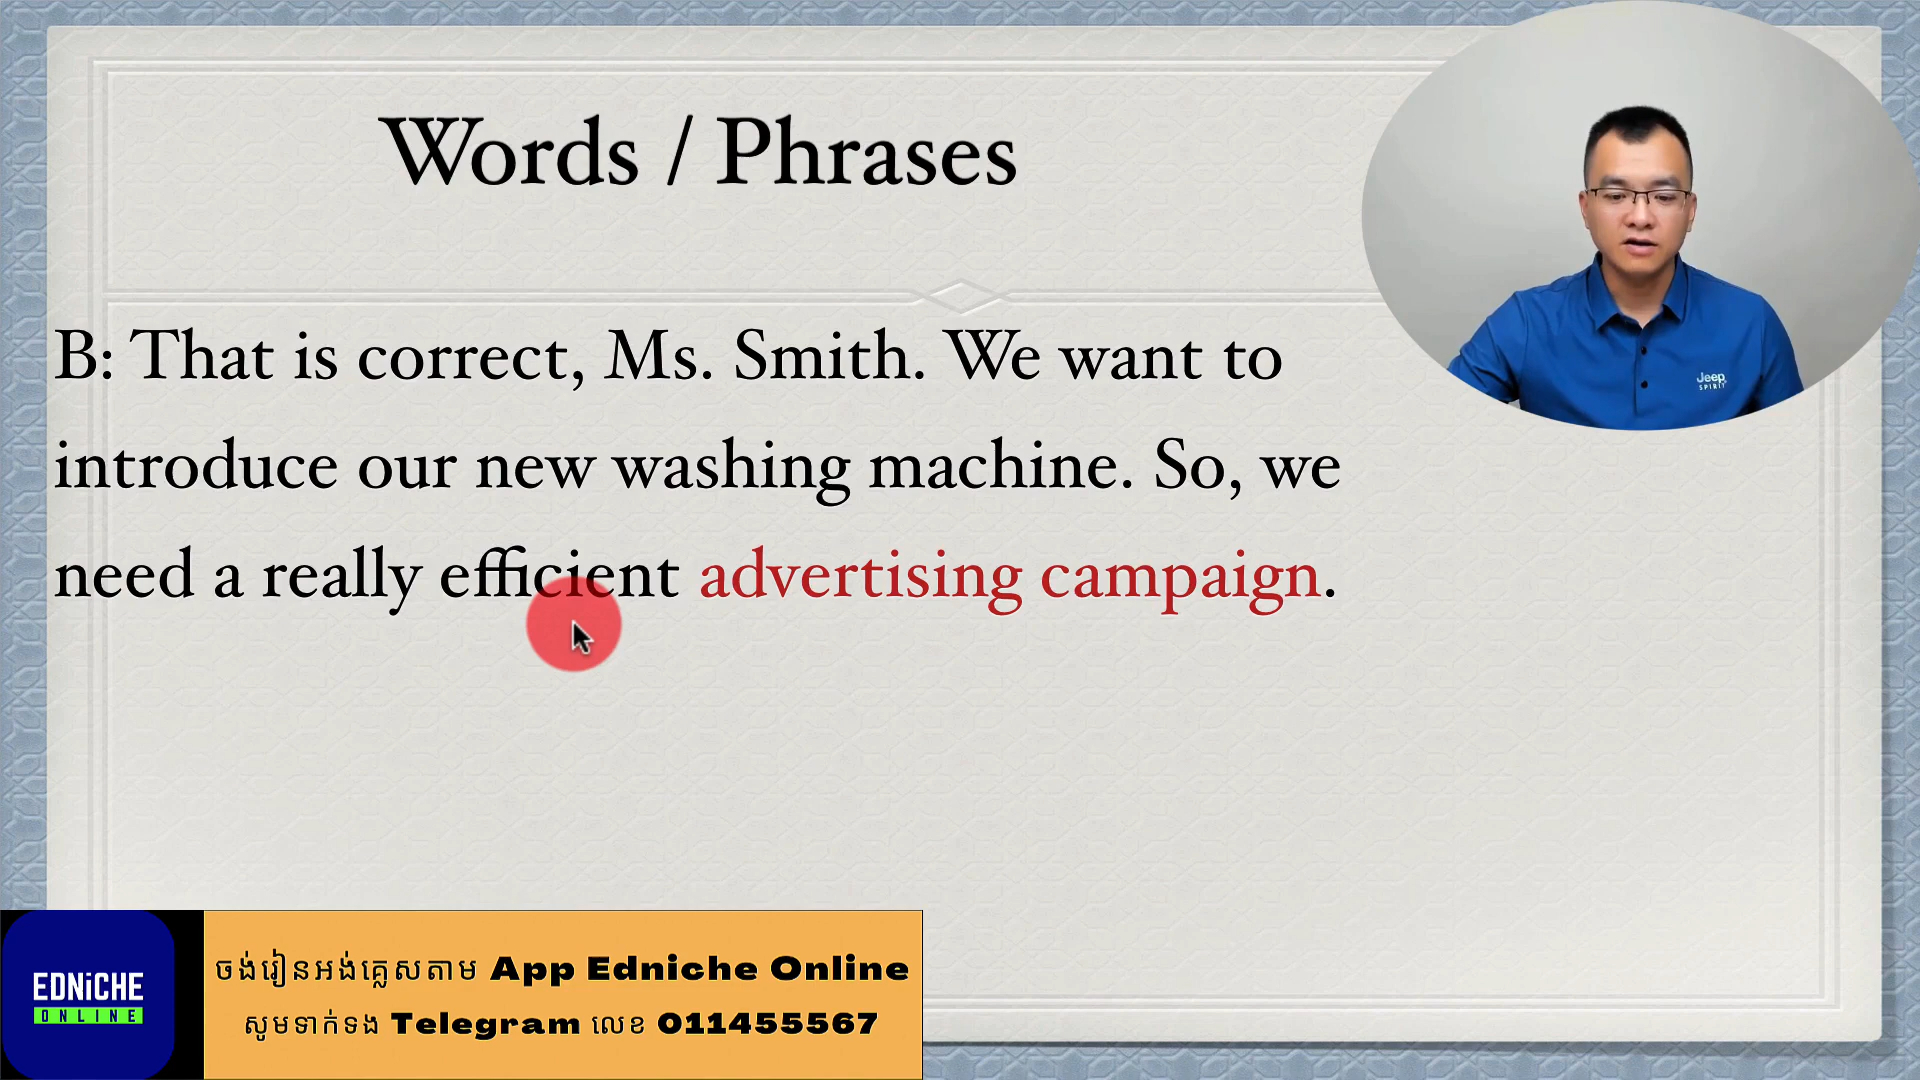 Words / Phrases
B: That is correct, Ms. Smith. We want to
introduce our new washing machine. So, we
need a really efficient advertising campaign.
Jeep
SPIRIT
EDNiCHE
ONLINE
ចង់រៀនអង់គ្លេសតាម App Edniche Online
សូមទាក់ទង Telegram លេខ 011455567